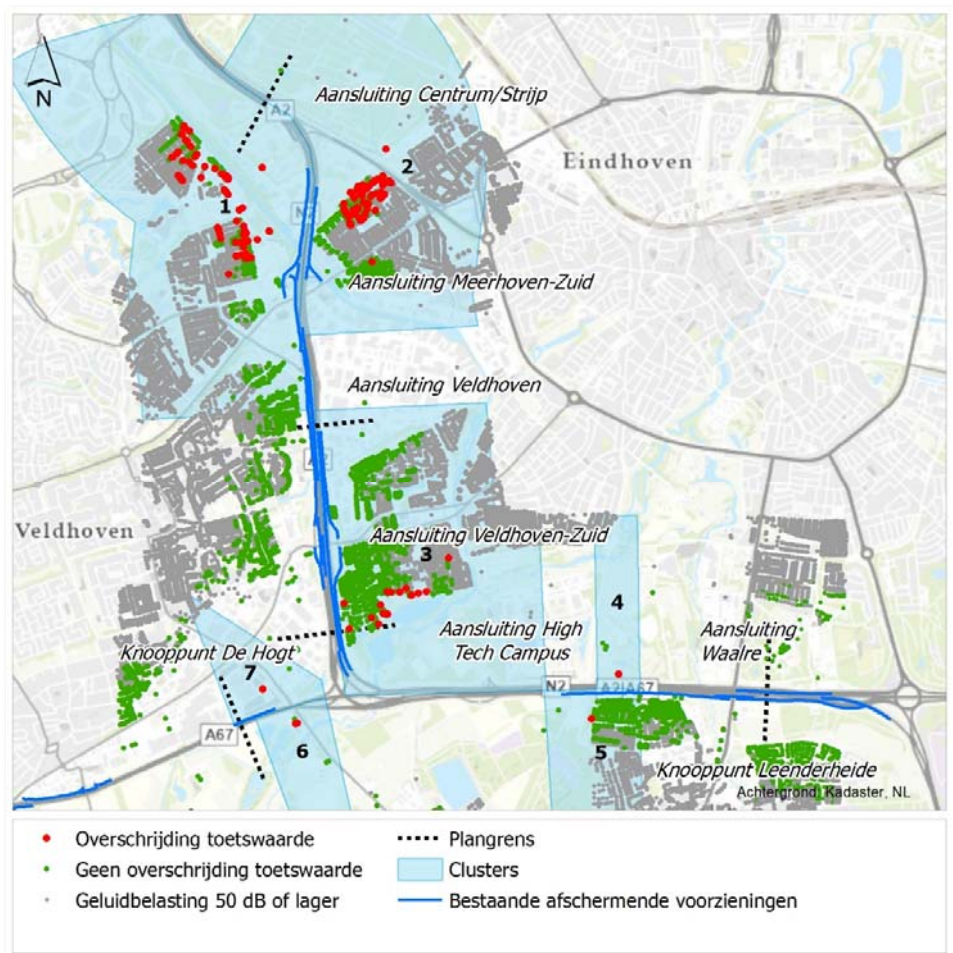 Aansluiting Centrum/Strijp
N
A2
Eindhoven
2
1
Aansluiting Meerhoven-Zuid
Aansluiting Veldhoven
Veldhoven
Aansluiting Veldhoven-Zuid
3
4
Aansluiting High
Tech Campus
Aansluiting
Waalre
Knooppunt De Hogt
7
N2
A2|A67
A67
6
5
Knooppunt Leenderheide
Achtergrond: Kadaster, NL
Overschrijding toetswaarde
Geen overschrijding toetswaarde
Geluidbelasting 50 dB of lager
Plangrens
Clusters
Bestaande afschermende voorzieningen